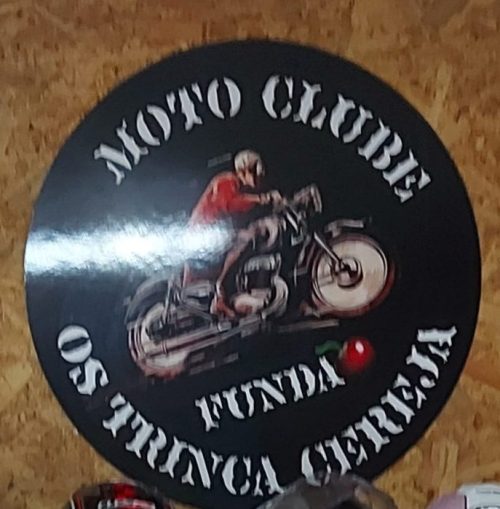 MOTO CLUBE
FUNDÃO
OS TRINCA CEREJA